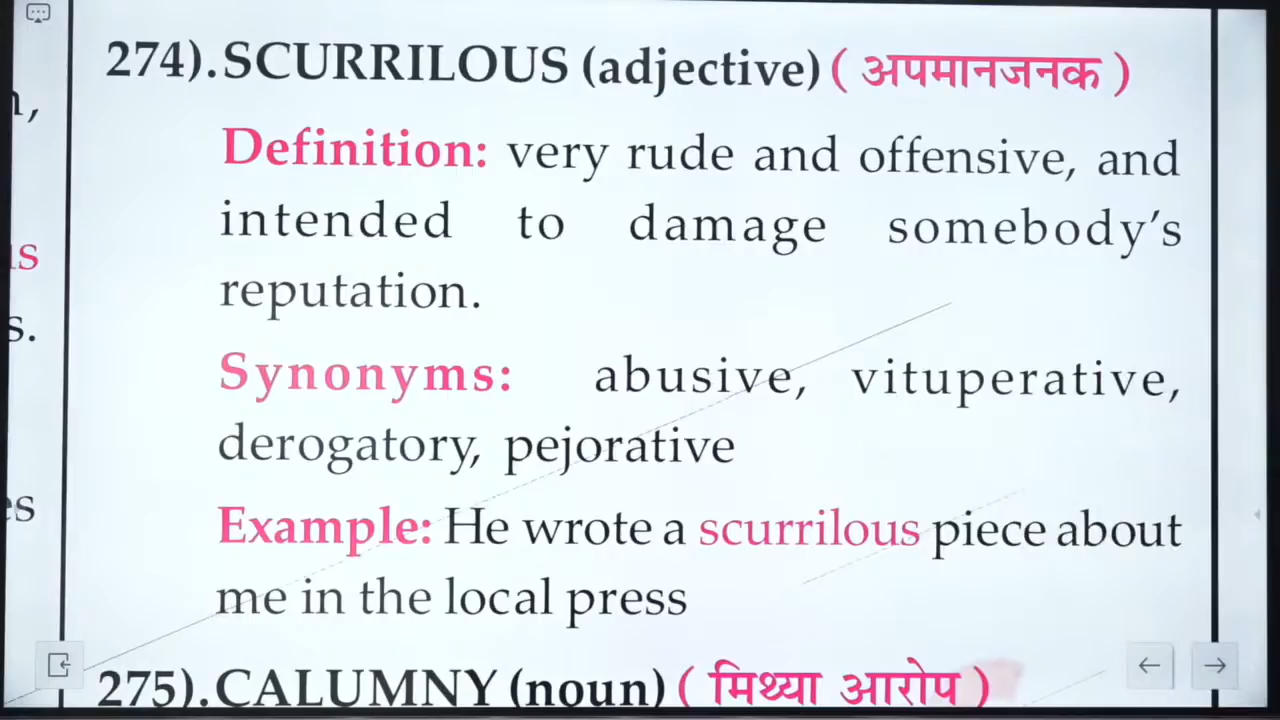 274).SCURRILOUS (adjective) ( अपमानजनक )
Definition: very rude and offensive, and
intended to damage somebody's
reputation.
Synonyms: abusive, vituperative,
derogatory, pejorative
Example: He wrote a scurrilous piece about
me in the local press
275).CALUMNY (noun) ( मिथ्या आरोप )